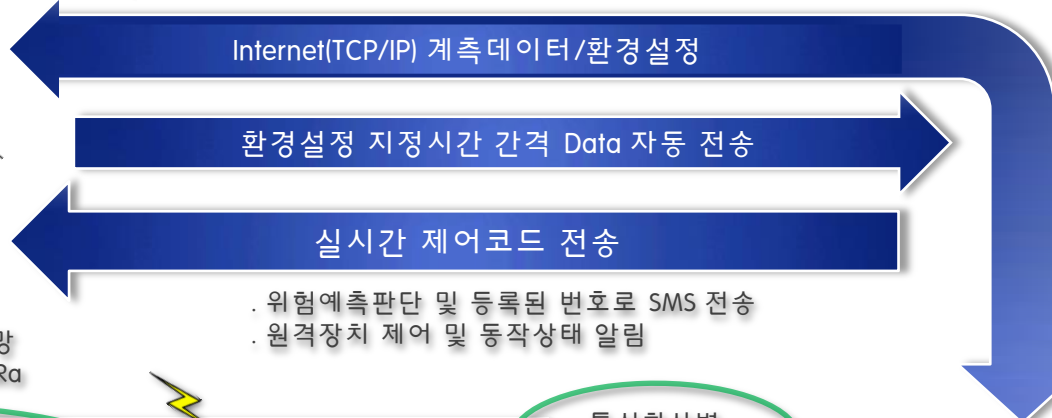 Internet(TCP/IP) 계측데이터/환경설정
환경설정 지정시간 간격 Data 자동 전송
실시간 제어코드 전송
. 위험예측판단 및 등록된 번호로 SMS 전송
. 원격장치 제어 및 동작상태 알림
망
Ra